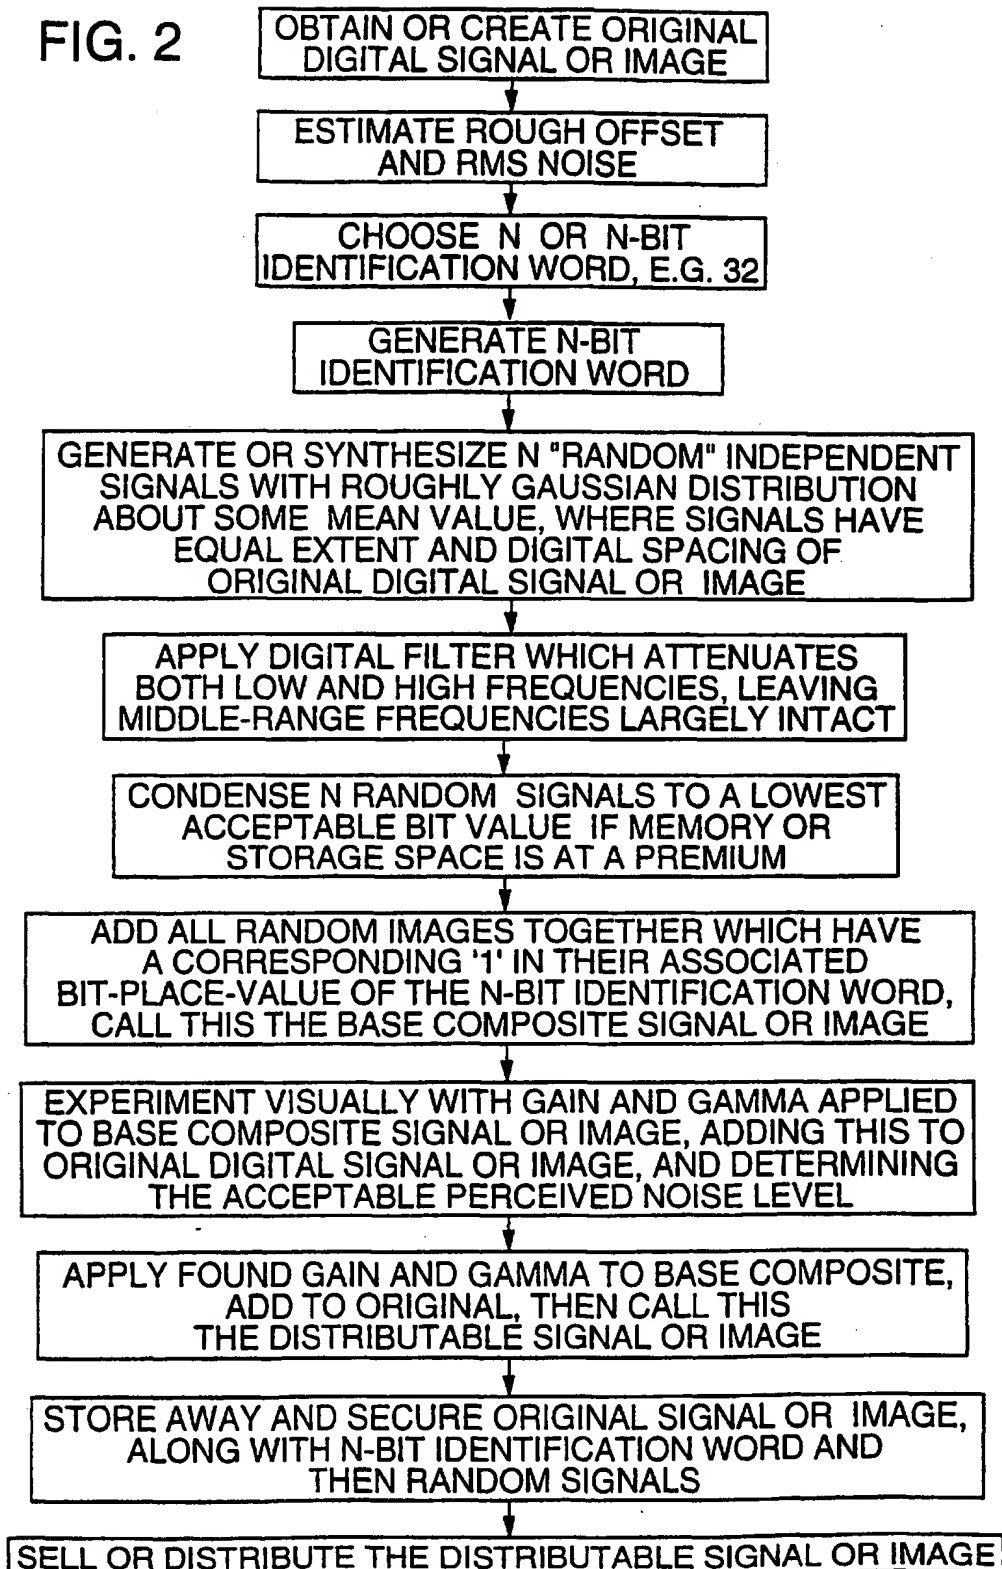 FIG. 2
OBTAIN OR CREATE ORIGINAL
DIGITAL SIGNAL OR IMAGE
ESTIMATE ROUGH OFFSET
AND RMS NOISE
CHOOSE N OR N-BIT
IDENTIFICATION WORD, E.G. 32
GENERATE N-BIT
IDENTIFICATION WORD
GENERATE OR SYNTHESIZE N "RANDOM" INDEPENDENT
SIGNALS WITH ROUGHLY GAUSSIAN DISTRIBUTION
ABOUT SOME MEAN VALUE, WHERE SIGNALS HAVE
EQUAL EXTENT AND DIGITAL SPACING OF
ORIGINAL DIGITAL SIGNAL OR IMAGE
APPLY DIGITAL FILTER WHICH ATTENUATES
BOTH LOW AND HIGH FREQUENCIES, LEAVING
MIDDLE-RANGE FREQUENCIES LARGELY INTACT
CONDENSE N RANDOM SIGNALS TO A LOWEST
ACCEPTABLE BIT VALUE IF MEMORY OR
STORAGE SPACE IS AT A PREMIUM
ADD ALL RANDOM IMAGES TOGETHER WHICH HAVE
A CORRESPONDING '1' IN THEIR ASSOCIATED
BIT-PLACE-VALUE OF THE N-BIT IDENTIFICATION WORD,
CALL THIS THE BASE COMPOSITE SIGNAL OR IMAGE
EXPERIMENT VISUALLY WITH GAIN AND GAMMA APPLIED
TO BASE COMPOSITE SIGNAL OR IMAGE, ADDING THIS TO
ORIGINAL DIGITAL SIGNAL OR IMAGE, AND DETERMINING
THE ACCEPTABLE PERCEIVED NOISE LEVEL
APPLY FOUND GAIN AND GAMMA TO BASE COMPOSITE,
ADD TO ORIGINAL, THEN CALL THIS
THE DISTRIBUTABLE SIGNAL OR IMAGE
STORE AWAY AND SECURE ORIGINAL SIGNAL OR IMAGE,
ALONG WITH N-BIT IDENTIFICATION WORD AND
THEN RANDOM SIGNALS
SELL OR DISTRIBUTE THE DISTRIBUTABLE SIGNAL OR IMAGE